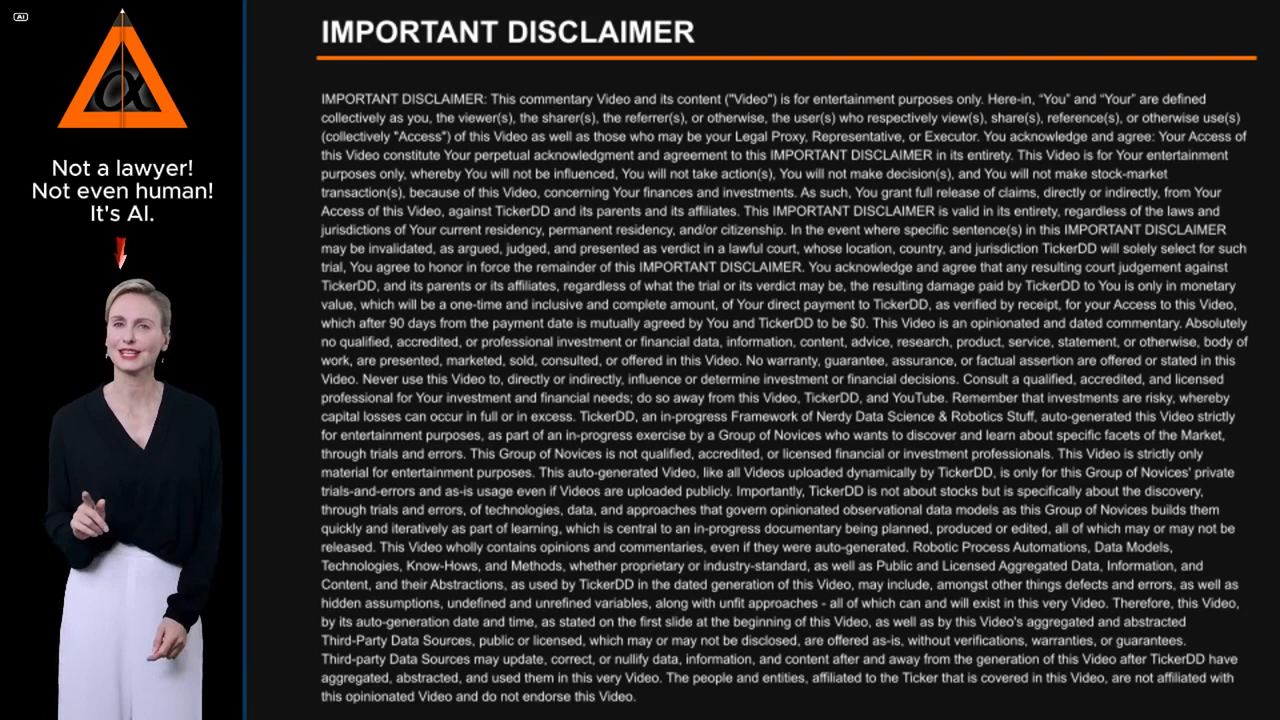 AI
α
Not a lawyer!
Not even human!
It's AI.
IMPORTANT DISCLAIMER
IMPORTANT DISCLAIMER: This commentary Video and its content ("Video") is for entertainment purposes only. Here-in, “You” and “Your” are defined
collectively as you, the viewer(s), the sharer(s), the referrer(s), or otherwise, the user(s) who respectively view(s), share(s), reference(s), or otherwise use(s)
(collectively "Access") of this Video as well as those who may be your Legal Proxy, Representative, or Executor. You acknowledge and agree: Your Access of
this Video constitute Your perpetual acknowledgment and agreement to this IMPORTANT DISCLAIMER in its entirety. This Video is for Your entertainment
purposes only, whereby You will not be influenced, You will not take action(s), You will not make decision(s), and You will not make stock-market
transaction(s), because of this Video, concerning Your finances and investments. As such, You grant full release of claims, directly or indirectly, from Your
Access of this Video, against TickerDD and its parents and its affiliates. This IMPORTANT DISCLAIMER is valid in its entirety, regardless of the laws and
jurisdictions of Your current residency, permanent residency, and/or citizenship. In the event where specific sentence(s) in this IMPORTANT DISCLAIMER
may be invalidated, as argued, judged, and presented as verdict in a lawful court, whose location, country, and jurisdiction TickerDD will solely select for such
trial, You agree to honor in force the remainder of this IMPORTANT DISCLAIMER. You acknowledge and agree that any resulting court judgement against
TickerDD, and its parents or its affiliates, regardless of what the trial or its verdict may be, the resulting damage paid by TickerDD to You is only in monetary
value, which will be a one-time and inclusive and complete amount, of Your direct payment to TickerDD, as verified by receipt, for your Access to this Video,
which after 90 days from the payment date is mutually agreed by You and TickerDD to be $0. This Video is an opinionated and dated commentary. Absolutely
no qualified, accredited, or professional investment or financial data, information, content, advice, research, product, service, statement, or otherwise, body of
work, are presented, marketed, sold, consulted, or offered in this Video. No warranty, guarantee, assurance, or factual assertion are offered or stated in this
Video. Never use this Video to, directly or indirectly, influence or determine investment or financial decisions. Consult a qualified, accredited, and licensed
professional for Your investment and financial needs; do so away from this Video, TickerDD, and YouTube. Remember that investments are risky, whereby
capital losses can occur in full or in excess. TickerDD, an in-progress Framework of Nerdy Data Science & Robotics Stuff, auto-generated this Video strictly
for entertainment purposes, as part of an in-progress exercise by a Group of Novices who wants to discover and learn about specific facets of the Market,
through trials and errors. This Group of Novices is not qualified, accredited, or licensed financial or investment professionals. This Video is strictly only
material for entertainment purposes. This auto-generated Video, like all Videos uploaded dynamically by TickerDD, is only for this Group of Novices' private
trials-and-errors and as-is usage even if Videos are uploaded publicly. Importantly, TickerDD is not about stocks but is specifically about the discovery,
through trials and errors, of technologies, data, and approaches that govern opinionated observational data models as this Group of Novices builds them
quickly and iteratively as part of learning, which is central to an in-progress documentary being planned, produced or edited, all of which may or may not be
released. This Video wholly contains opinions and commentaries, even if they were auto-generated. Robotic Process Automations, Data Models,
Technologies, Know-Hows, and Methods, whether proprietary or industry-standard, as well as Public and Licensed Aggregated Data, Information, and
Content, and their Abstractions, as used by TickerDD in the dated generation of this Video, may include, amongst other things defects and errors, as well as
hidden assumptions, undefined and unrefined variables, along with unfit approaches - all of which can and will exist in this very Video. Therefore, this Video,
by its auto-generation date and time, as stated on the first slide at the beginning of this Video, as well as by this Video's aggregated and abstracted
Third-Party Data Sources, public or licensed, which may or may not be disclosed, are offered as-is, without verifications, warranties, or guarantees.
Third-party Data Sources may update, correct, or nullify data, information, and content after and away from the generation of this Video after TickerDD have
aggregated, abstracted, and used them in this very Video. The people and entities, affiliated to the Ticker that is covered in this Video, are not affiliated with
this opinionated Video and do not endorse this Video.